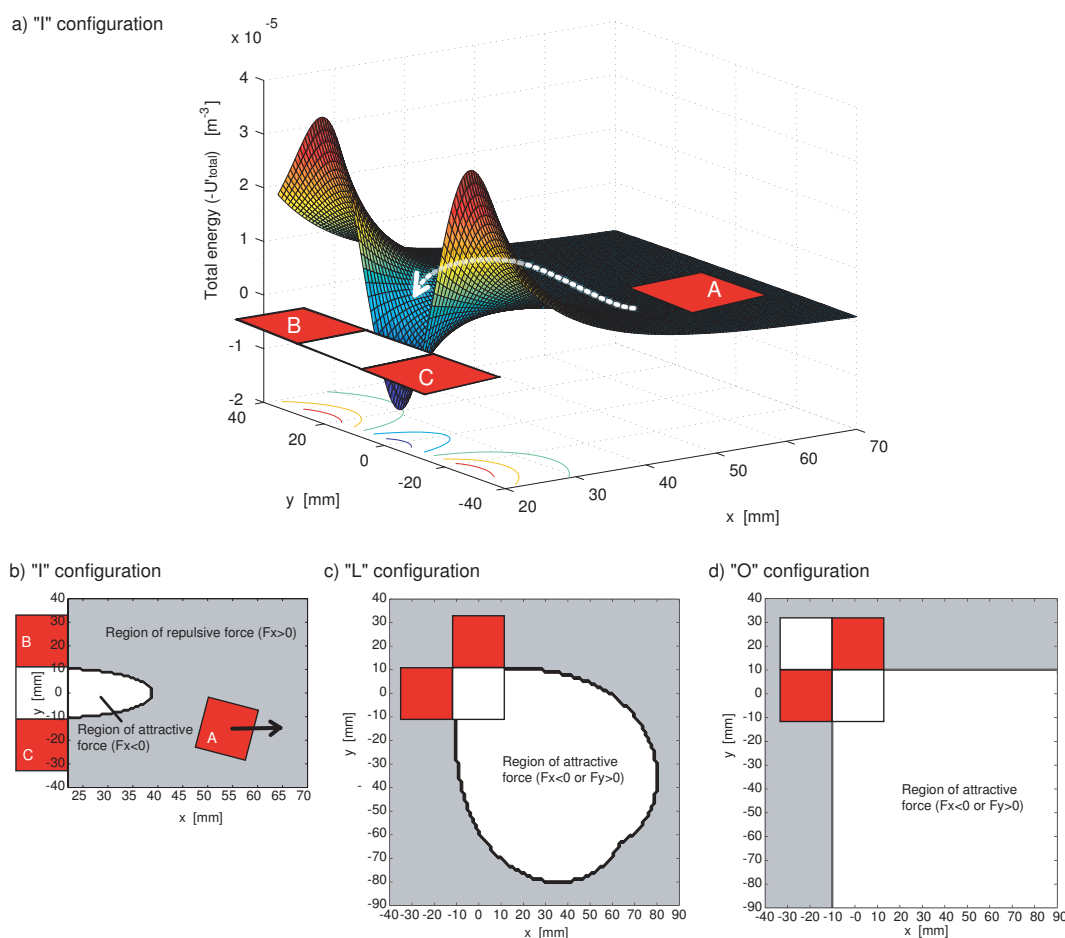 a) "I" configuration
x 10 -5
4
3
2
1
0
-1
-2
Total energy (-U'total) [m-3]
A
B
C
40
20
0
-20
-40
y [mm]
20
30
40
50
60
70
x [mm]
b) "I" configuration
40
30
20
10
0
-10
-20
-30
-40
y [mm]
B
Region of repulsive force (Fx>0)
Region of attractive
force (Fx<0)
A
C
25 30 35 40 45 50 55 60 65 70
x [mm]
c) "L" configuration
40
30
20
10
0
-10
-20
-30
-40
-50
-60
-70
-80
-90
y [mm]
Region of attractive
force (Fx<0 or Fy>0)
-40 -30 -20 -10 0 10 20 30 40 50 60 70 80 90
x [mm]
d) "O" configuration
40
30
20
10
0
-10
-20
-30
-40
-50
-60
-70
-80
-90
y [mm]
Region of attractive
force (Fx<0 or Fy>0)
-40 -30 -20 -10 -0 10 20 30 40 50 60 70 80 90
x [mm]